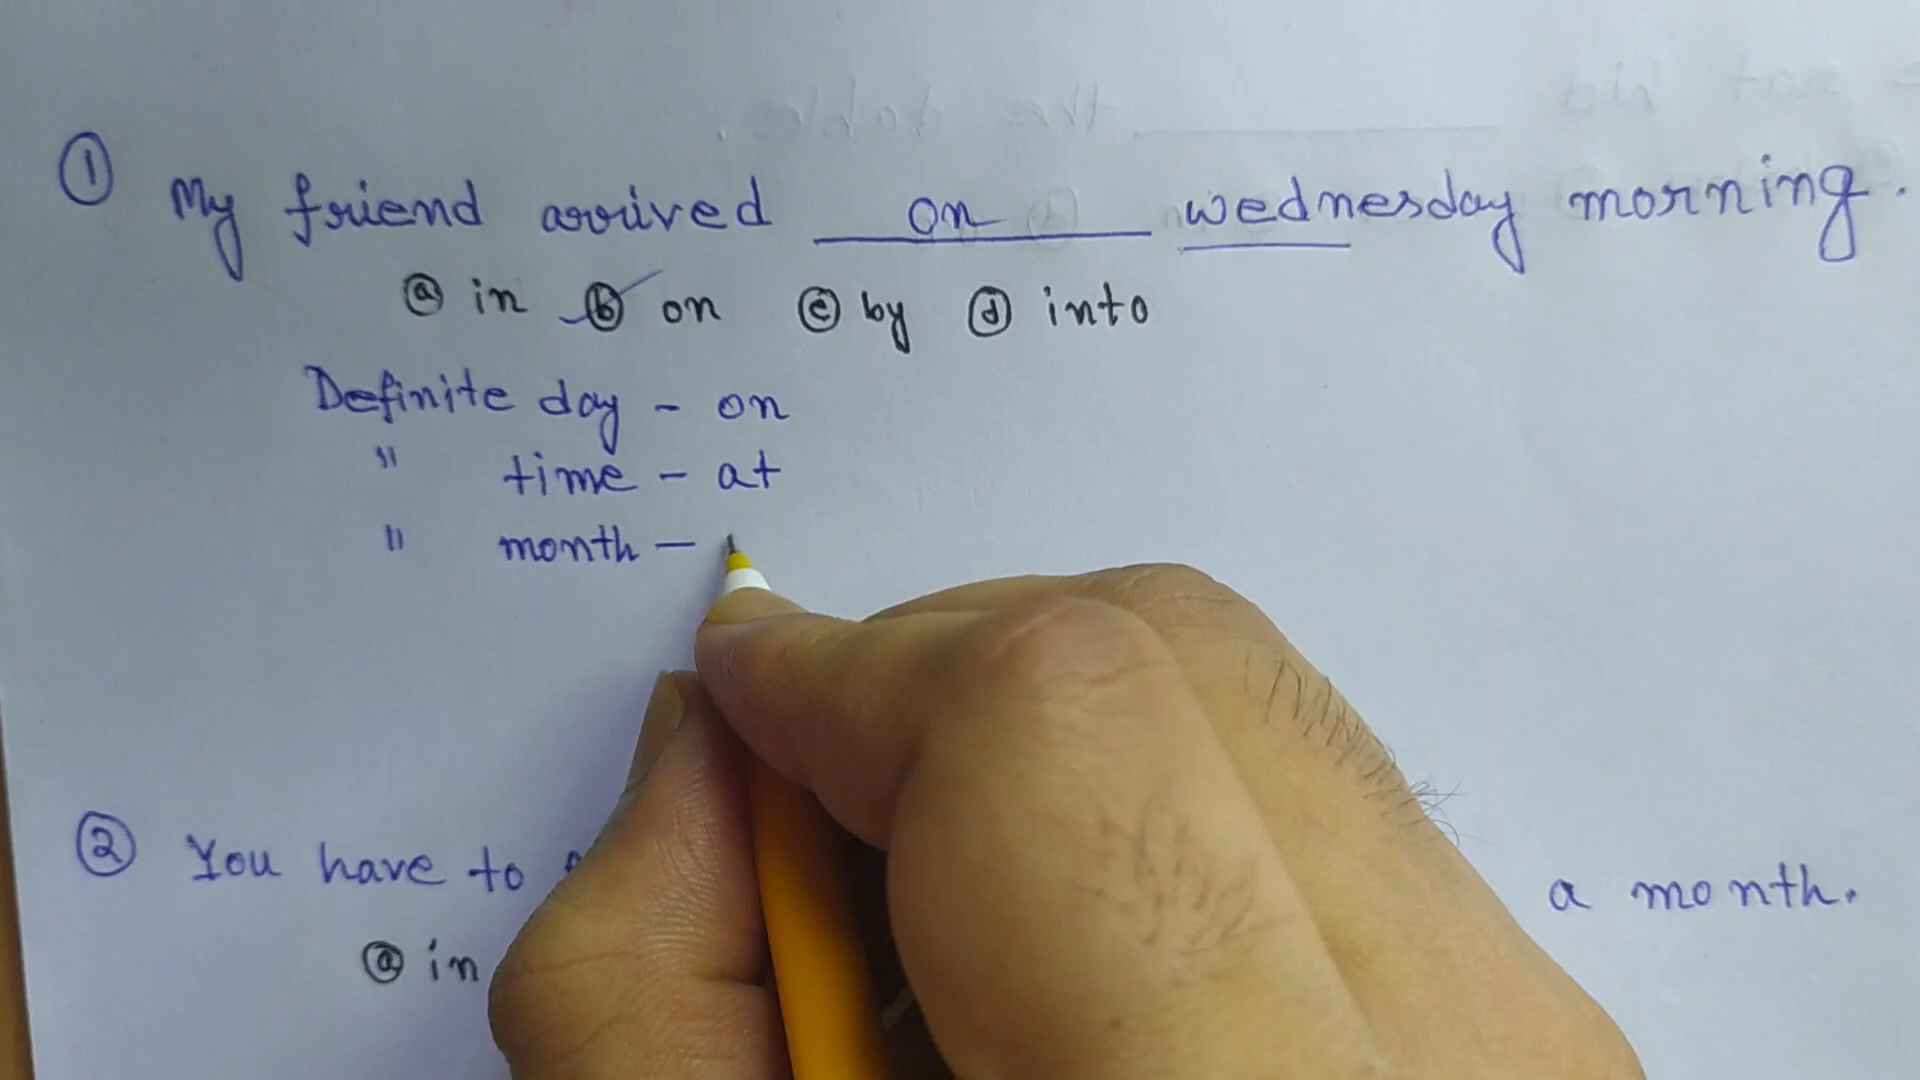 ① My friend arrived on wednesday morning.
ⓐ in ⓑ on ⓒ by ⓓ into
Definite day - on
" time - at
" month -
② You have to a month.
ⓐ in